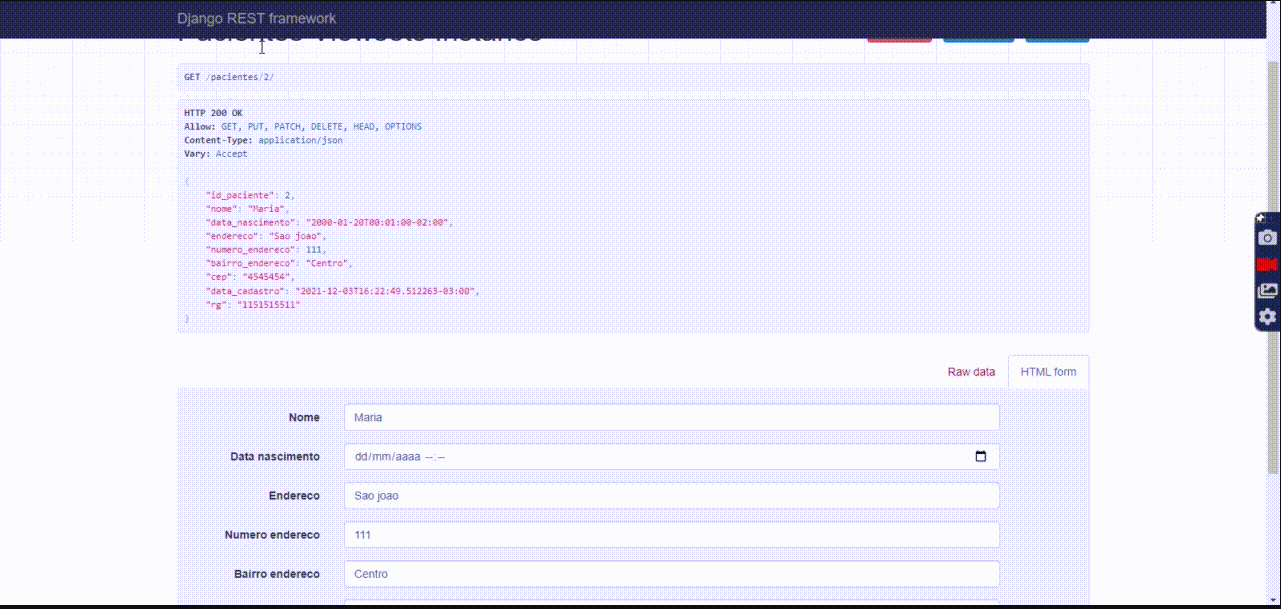 Django REST framework
Pacientes Viewsets Instance
GET /pacientes/2/
HTTP 200 OK
Allow: GET, PUT, PATCH, DELETE, HEAD, OPTIONS
Content-Type: application/json
Vary: Accept
{
"id_paciente": 2,
"nome": "Maria",
"data_nascimento": "2000-01-20T00:01:00-02:00",
"endereco": "Sao joao",
"numero_endereco": 111,
"bairro_endereco": "Centro",
"cep": "4545454",
"data_cadastro": "2021-12-03T16:22:49.512263-03:00",
"rg": "1151515511"
}
Raw data HTML form
Nome Maria
Data nascimento dd/mm/aaaa --:--
Endereco Sao joao
Numero endereco 111
Bairro endereco Centro